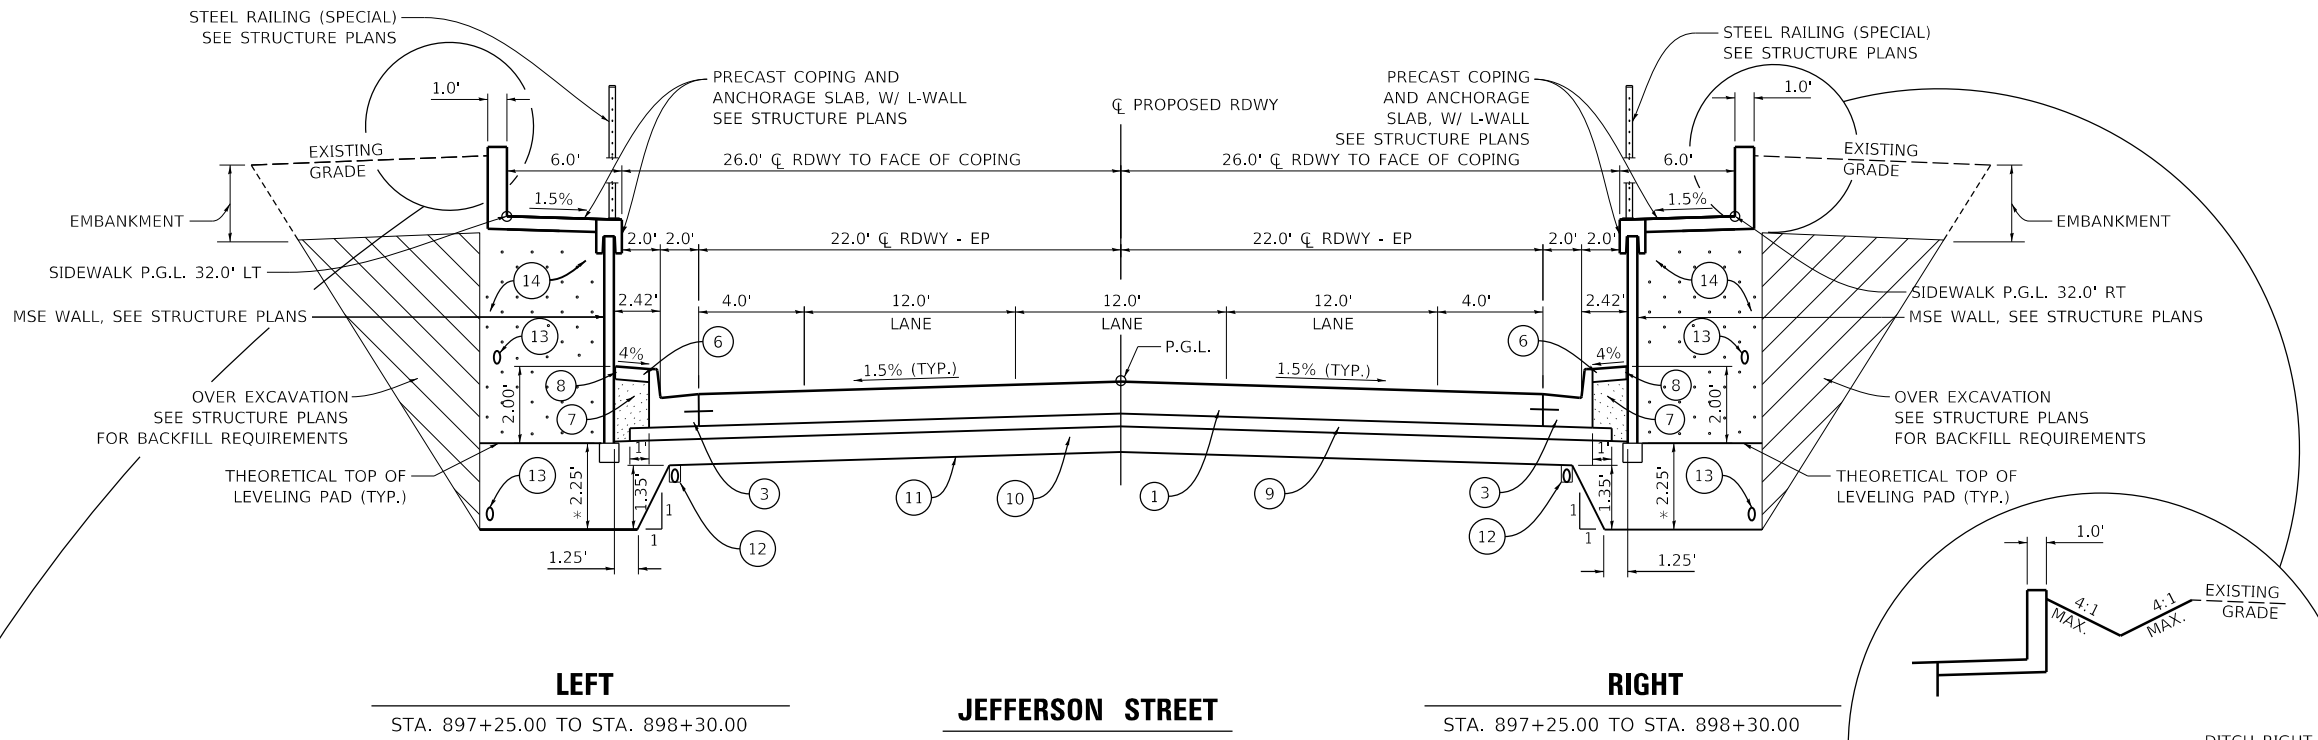 STEEL RAILING (SPECIAL)
SEE STRUCTURE PLANS
STEEL RAILING (SPECIAL)
SEE STRUCTURE PLANS
1.0'
PRECAST COPING AND
ANCHORAGE SLAB, W/ L-WALL
SEE STRUCTURE PLANS
℄ PROPOSED RDWY
PRECAST COPING
AND ANCHORAGE
SLAB, W/ L-WALL
SEE STRUCTURE PLANS
1.0'
EXISTING
GRADE
6.0'
26.0' ℄ RDWY TO FACE OF COPING
26.0' ℄ RDWY TO FACE OF COPING
6.0'
EXISTING
GRADE
1.5%
1.5%
EMBANKMENT
EMBANKMENT
2.0'
2.0'
22.0' ℄ RDWY - EP
22.0' ℄ RDWY - EP
2.0'
2.0'
SIDEWALK P.G.L. 32.0' LT
14
14
SIDEWALK P.G.L. 32.0' RT
2.42'
4.0'
12.0'
LANE
12.0'
LANE
12.0'
LANE
4.0'
2.42'
MSE WALL, SEE STRUCTURE PLANS
MSE WALL, SEE STRUCTURE PLANS
13
6
P.G.L.
6
13
4%
1.5% (TYP.)
1.5% (TYP.)
4%
8
8
OVER EXCAVATION
SEE STRUCTURE PLANS
FOR BACKFILL REQUIREMENTS
2.00'
7
7
2.00'
OVER EXCAVATION
SEE STRUCTURE PLANS
FOR BACKFILL REQUIREMENTS
1'
1'
THEORETICAL TOP OF
LEVELING PAD (TYP.)
13
* 2.25'
1.35'
3
11
10
1
9
3
1.35'
* 2.25'
13
THEORETICAL TOP OF
LEVELING PAD (TYP.)
1
1
12
12
1
1
1.25'
1.25'
1.0'
4:1
MAX.
4:1
MAX.
EXISTING
GRADE
LEFT
STA. 897+25.00 TO STA. 898+30.00
JEFFERSON STREET
RIGHT
STA. 897+25.00 TO STA. 898+30.00
DITCH RIGHT